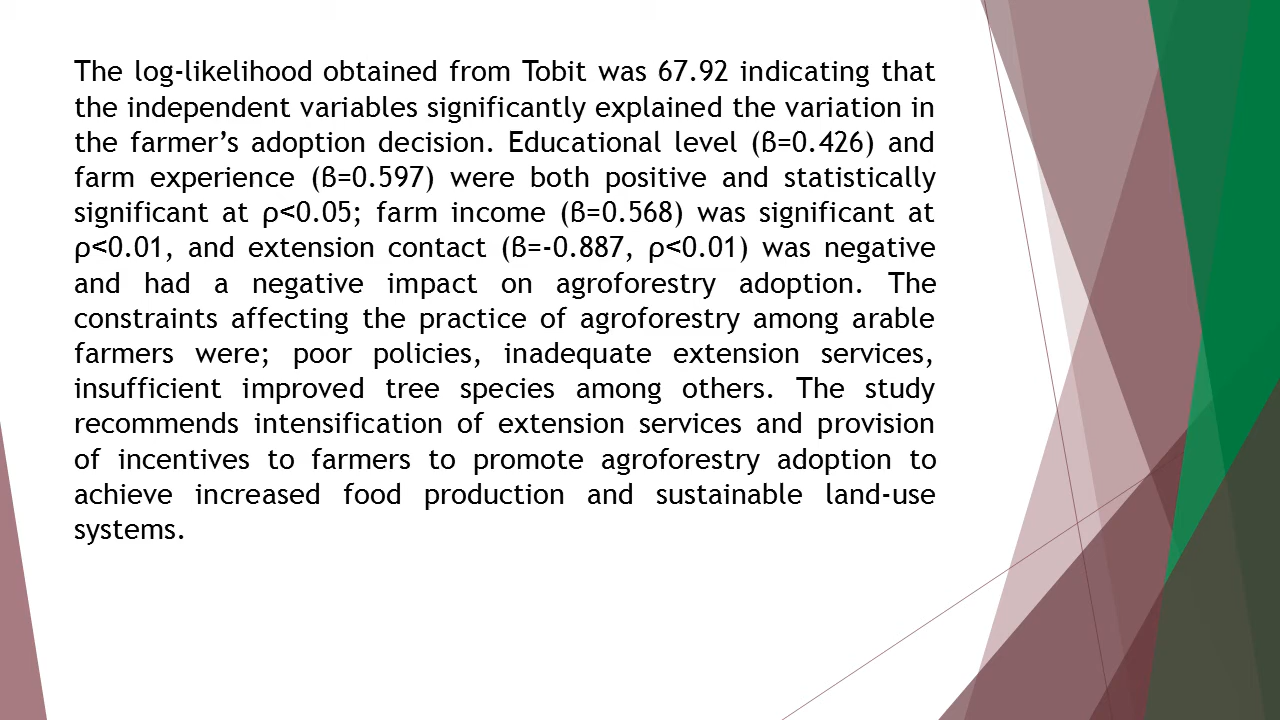 The log-likelihood obtained from Tobit was 67.92 indicating that
the independent variables significantly explained the variation in
the farmer’s adoption decision. Educational level (β=0.426) and
farm experience (β=0.597) were both positive and statistically
significant at ρ<0.05; farm income (β=0.568) was significant at
ρ<0.01, and extension contact (β=-0.887, ρ<0.01) was negative
and had a negative impact on agroforestry adoption. The
constraints affecting the practice of agroforestry among arable
farmers were; poor policies, inadequate extension services,
insufficient improved tree species among others. The study
recommends intensification of extension services and provision
of incentives to farmers to promote agroforestry adoption to
achieve increased food production and sustainable land-use
systems.